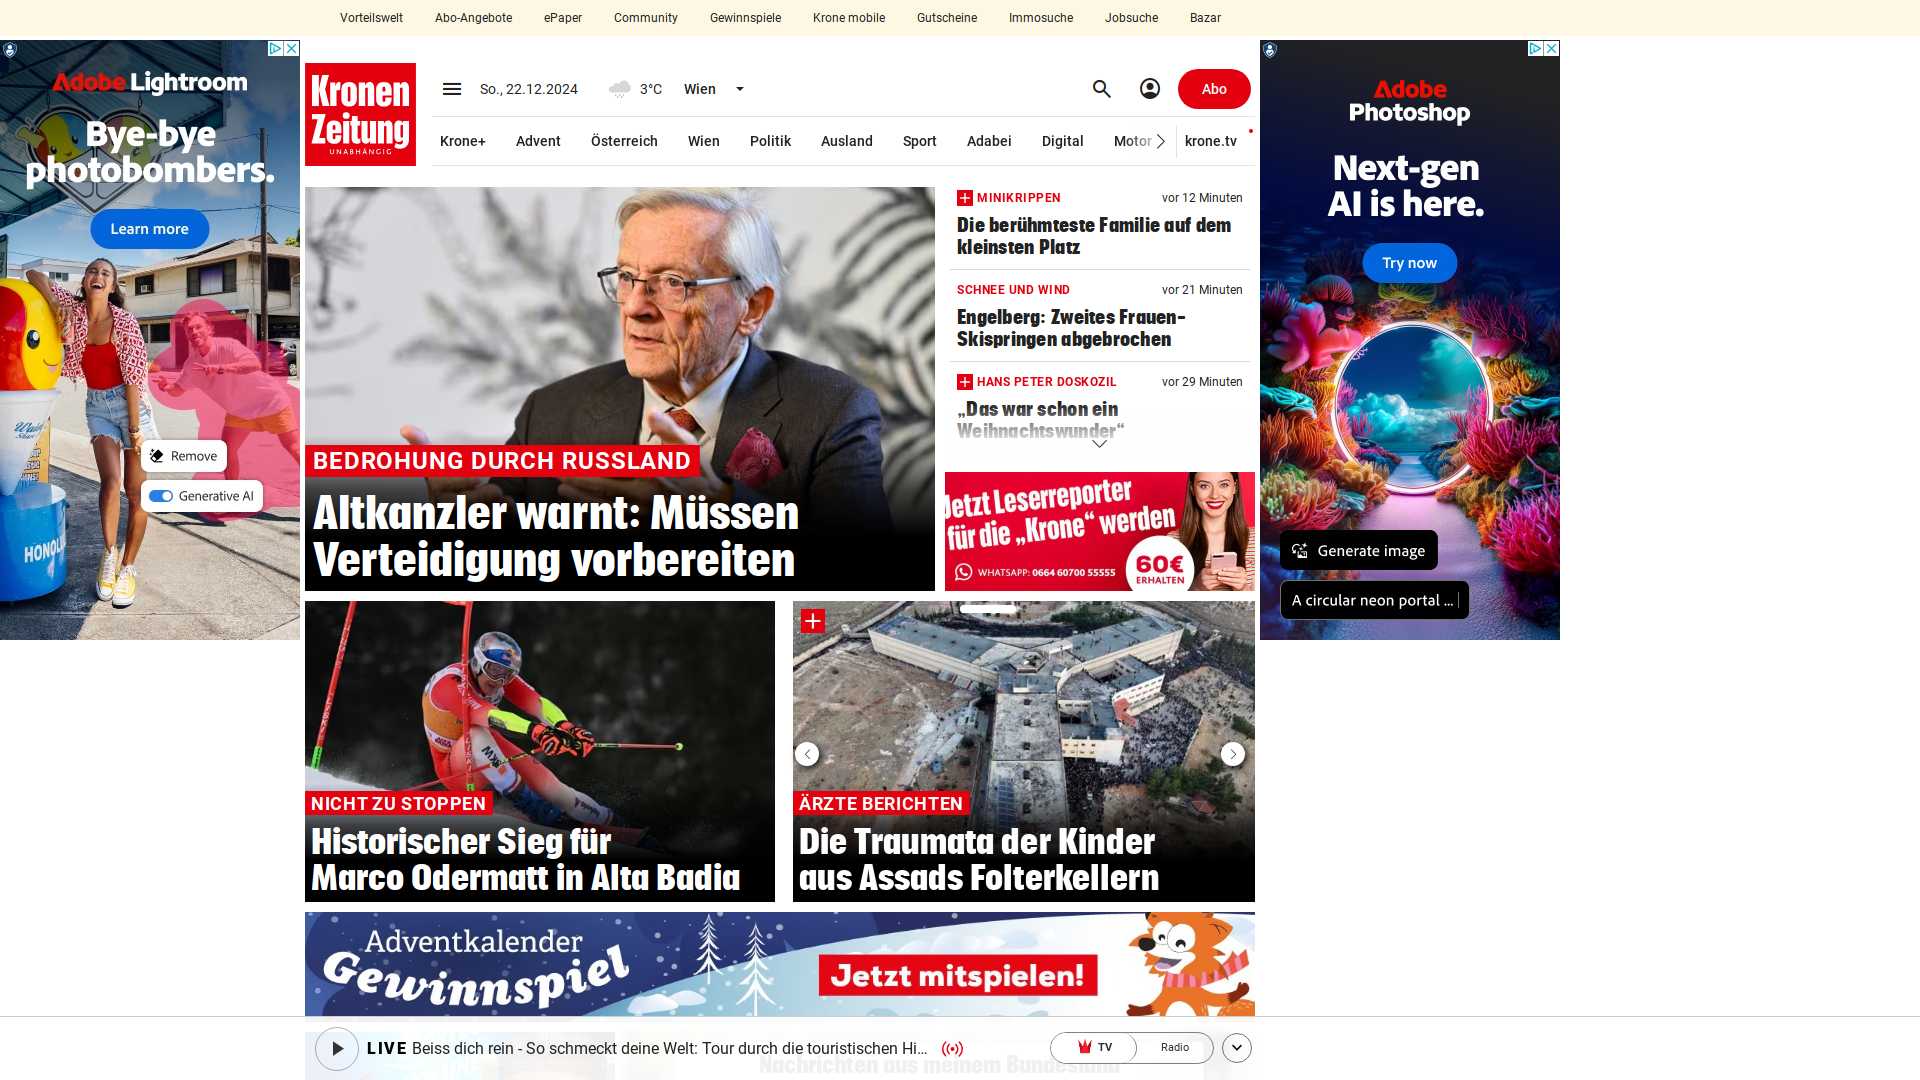 Vorteilswelt Abo-Angebote ePaper Community Gewinnspiele Krone mobile Gutscheine Immosuche Jobsuche Bazar
Kronen
Zeitung
UNABHÄNGIG
So., 22.12.2024 3°C Wien
Abo
Krone+ Advent Österreich Wien Politik Ausland Sport Adabei Digital Motor krone.tv
Adobe Lightroom
Bye-bye
photobombers.
Learn more
Remove
Generative AI
BEDROHUNG DURCH RUSSLAND
Altkanzler warnt: Müssen
Verteidigung vorbereiten
MINIKRIPPEN vor 12 Minuten
Die berühmteste Familie auf dem
kleinsten Platz
SCHNEE UND WIND vor 21 Minuten
Engelberg: Zweites Frauen-
Skispringen abgebrochen
HANS PETER DOSKOZIL vor 29 Minuten
„Das war schon ein
Weihnachtswunder“
Jetzt Leserreporter
für die „Krone“ werden
WHATSAPP: 0664 60700 55555
60€
ERHALTEN
Adobe
Photoshop
Next-gen
AI is here.
Try now
Generate image
A circular neon portal ...
NICHT ZU STOPPEN
Historischer Sieg für
Marco Odermatt in Alta Badia
ÄRZTE BERICHTEN
Die Traumata der Kinder
aus Assads Folterkellern
Adventkalender
Gewinnspiel
Jetzt mitspielen!
LIVE Beiss dich rein - So schmeckt deine Welt: Tour durch die touristischen Hi...
TV Radio
Nachrichten aus meinem Bundesland